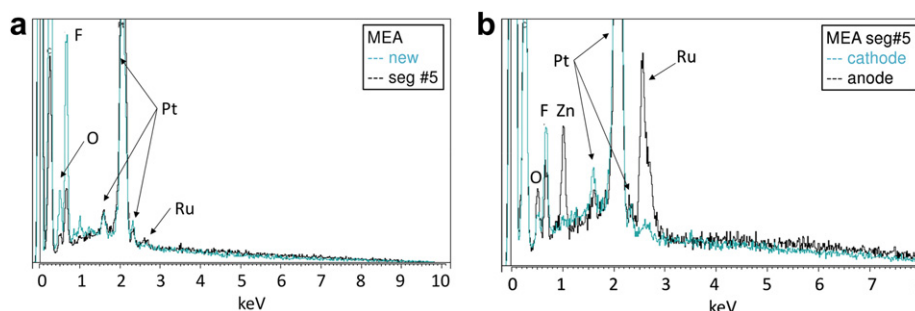 a
MEA
new
seg #5
F
C
Pt
O
Pt
Ru
0 1 2 3 4 5 6 7 8 9 10
keV
b
MEA seg#5
cathode
anode
C
Pt
Ru
F Zn
O
0 1 2 3 4 5 6 7
keV